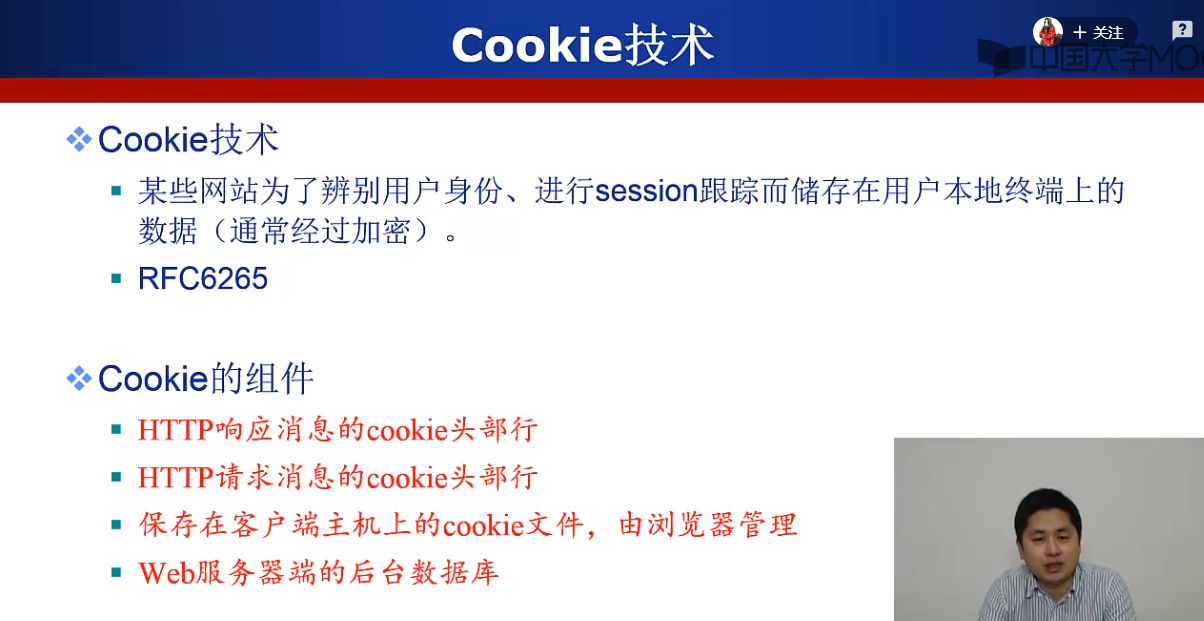 Cookie技术
+ 关注
?
中国大学MO
Cookie技术
某些网站为了辨别用户身份、进行session跟踪而储存在用户本地终端上的
数据（通常经过加密）。
RFC6265
Cookie的组件
HTTP响应消息的cookie头部行
HTTP请求消息的cookie头部行
保存在客户端主机上的cookie文件，由浏览器管理
Web服务器端的后台数据库